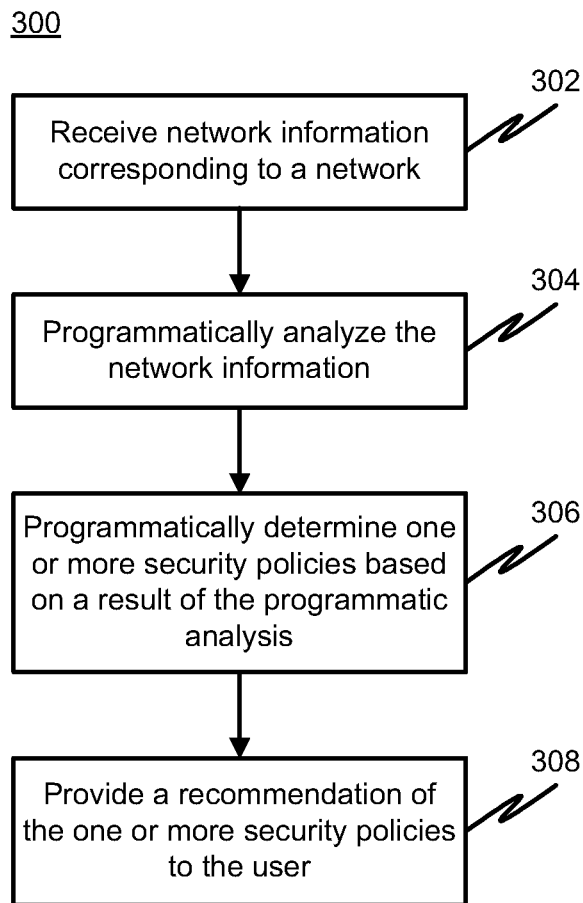 300
302
Receive network information
corresponding to a network
304
Programmatically analyze the
network information
306
Programmatically determine one
or more security policies based
on a result of the programmatic
analysis
308
Provide a recommendation of
the one or more security policies
to the user